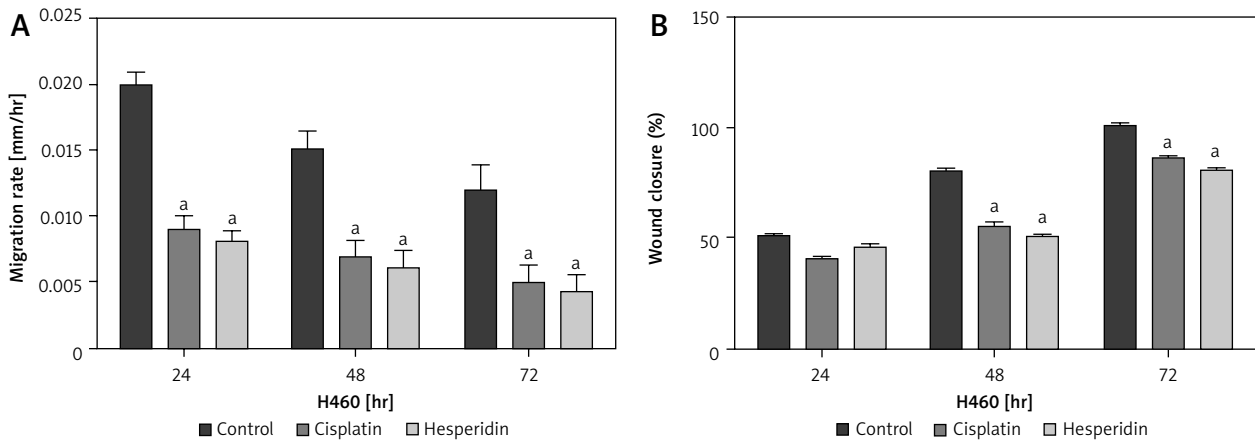 A
Migration rate [mm/hr]
0.025
0.020
0.015
0.010
0.005
0
a
a
a
a
a
a
24
48
72
H460 [hr]
Control Cisplatin Hesperidin
B
Wound closure (%)
150
100
50
0
a
a
a
a
24
48
72
H460 [hr]
Control Cisplatin Hesperidin